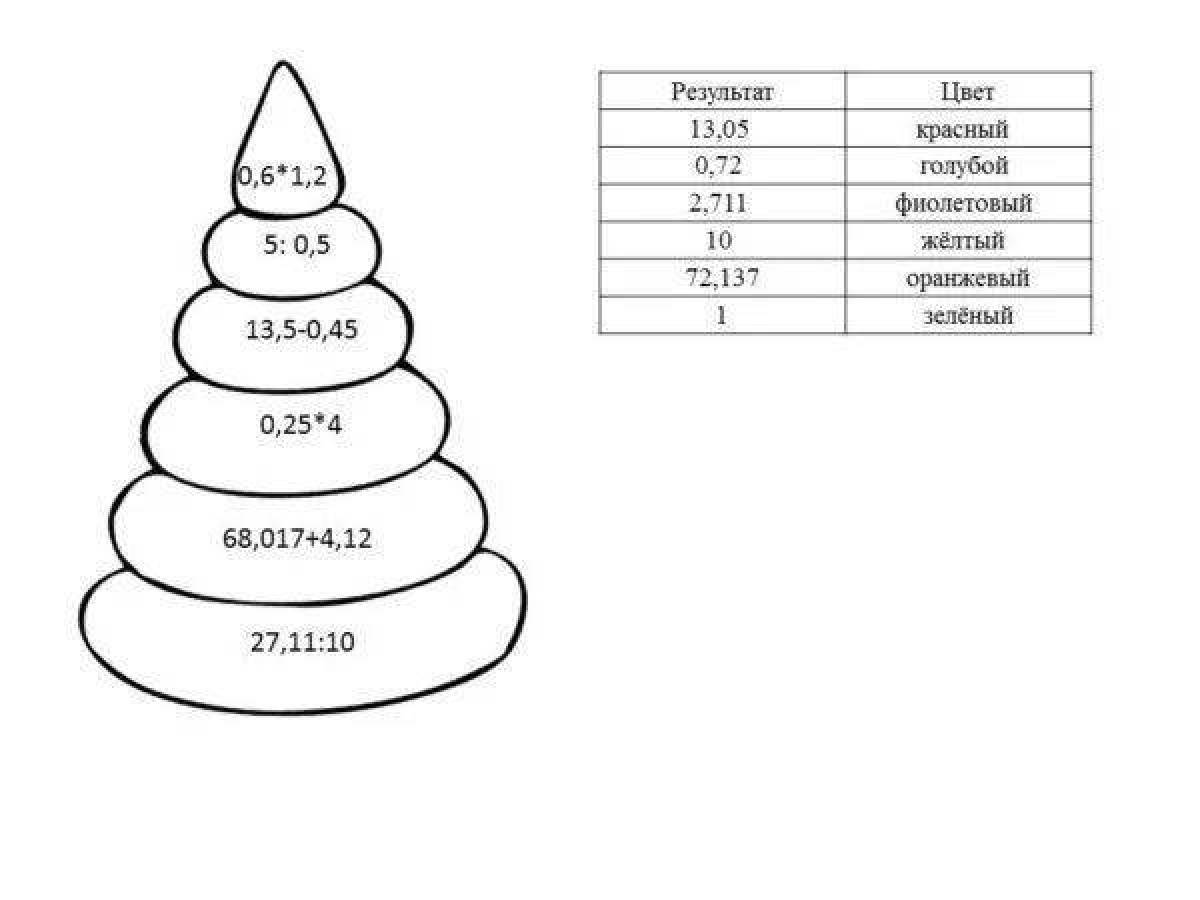 0,6*1,2
5: 0,5
13,5-0,45
0,25*4
68,017+4,12
27,11:10
Результат Цвет
13,05 красный
0,72 голубой
2,711 фиолетовый
10 жёлтый
72,137 оранжевый
1 зелёный